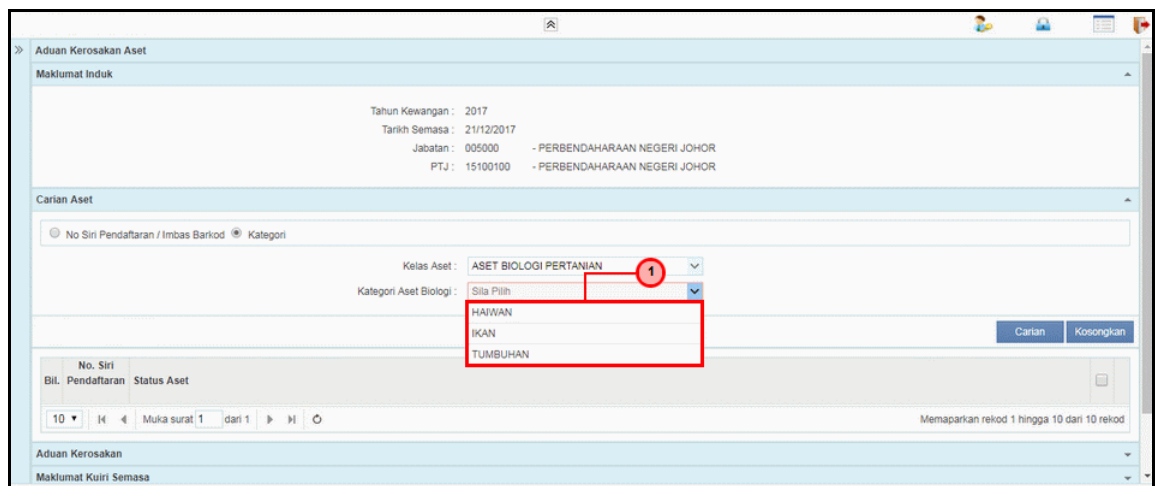 Aduan Kerosakan Aset
Maklumat Induk
Tahun Kewangan : 2017
Tarikh Semasa : 21/12/2017
Jabatan : 005000 - PERBENDAHARAAN NEGERI JOHOR
PTJ : 15100100 - PERBENDAHARAAN NEGERI JOHOR
Carian Aset
No Siri Pendaftaran / Imbas Barkod Kategori
Kelas Aset : ASET BIOLOGI PERTANIAN
1
Kategori Aset Biologi : Sila Pilih
HAIWAN
IKAN
TUMBUHAN
Carian Kosongkan
No. Siri
Bil. Pendaftaran Status Aset
10 Muka surat 1 dari 1 Memaparkan rekod 1 hingga 10 dari 10 rekod
Aduan Kerosakan
Maklumat Kuiri Semasa